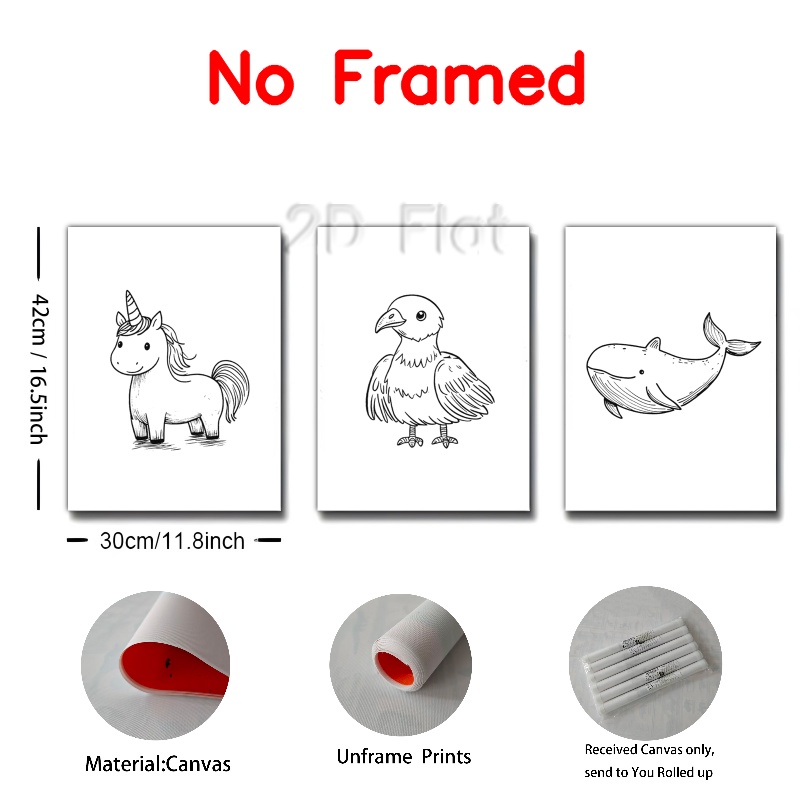 No Framed
2D Flat
42cm / 16.5inch
30cm/11.8inch
Material:Canvas
Unframe Prints
Received Canvas only,
send to You Rolled up